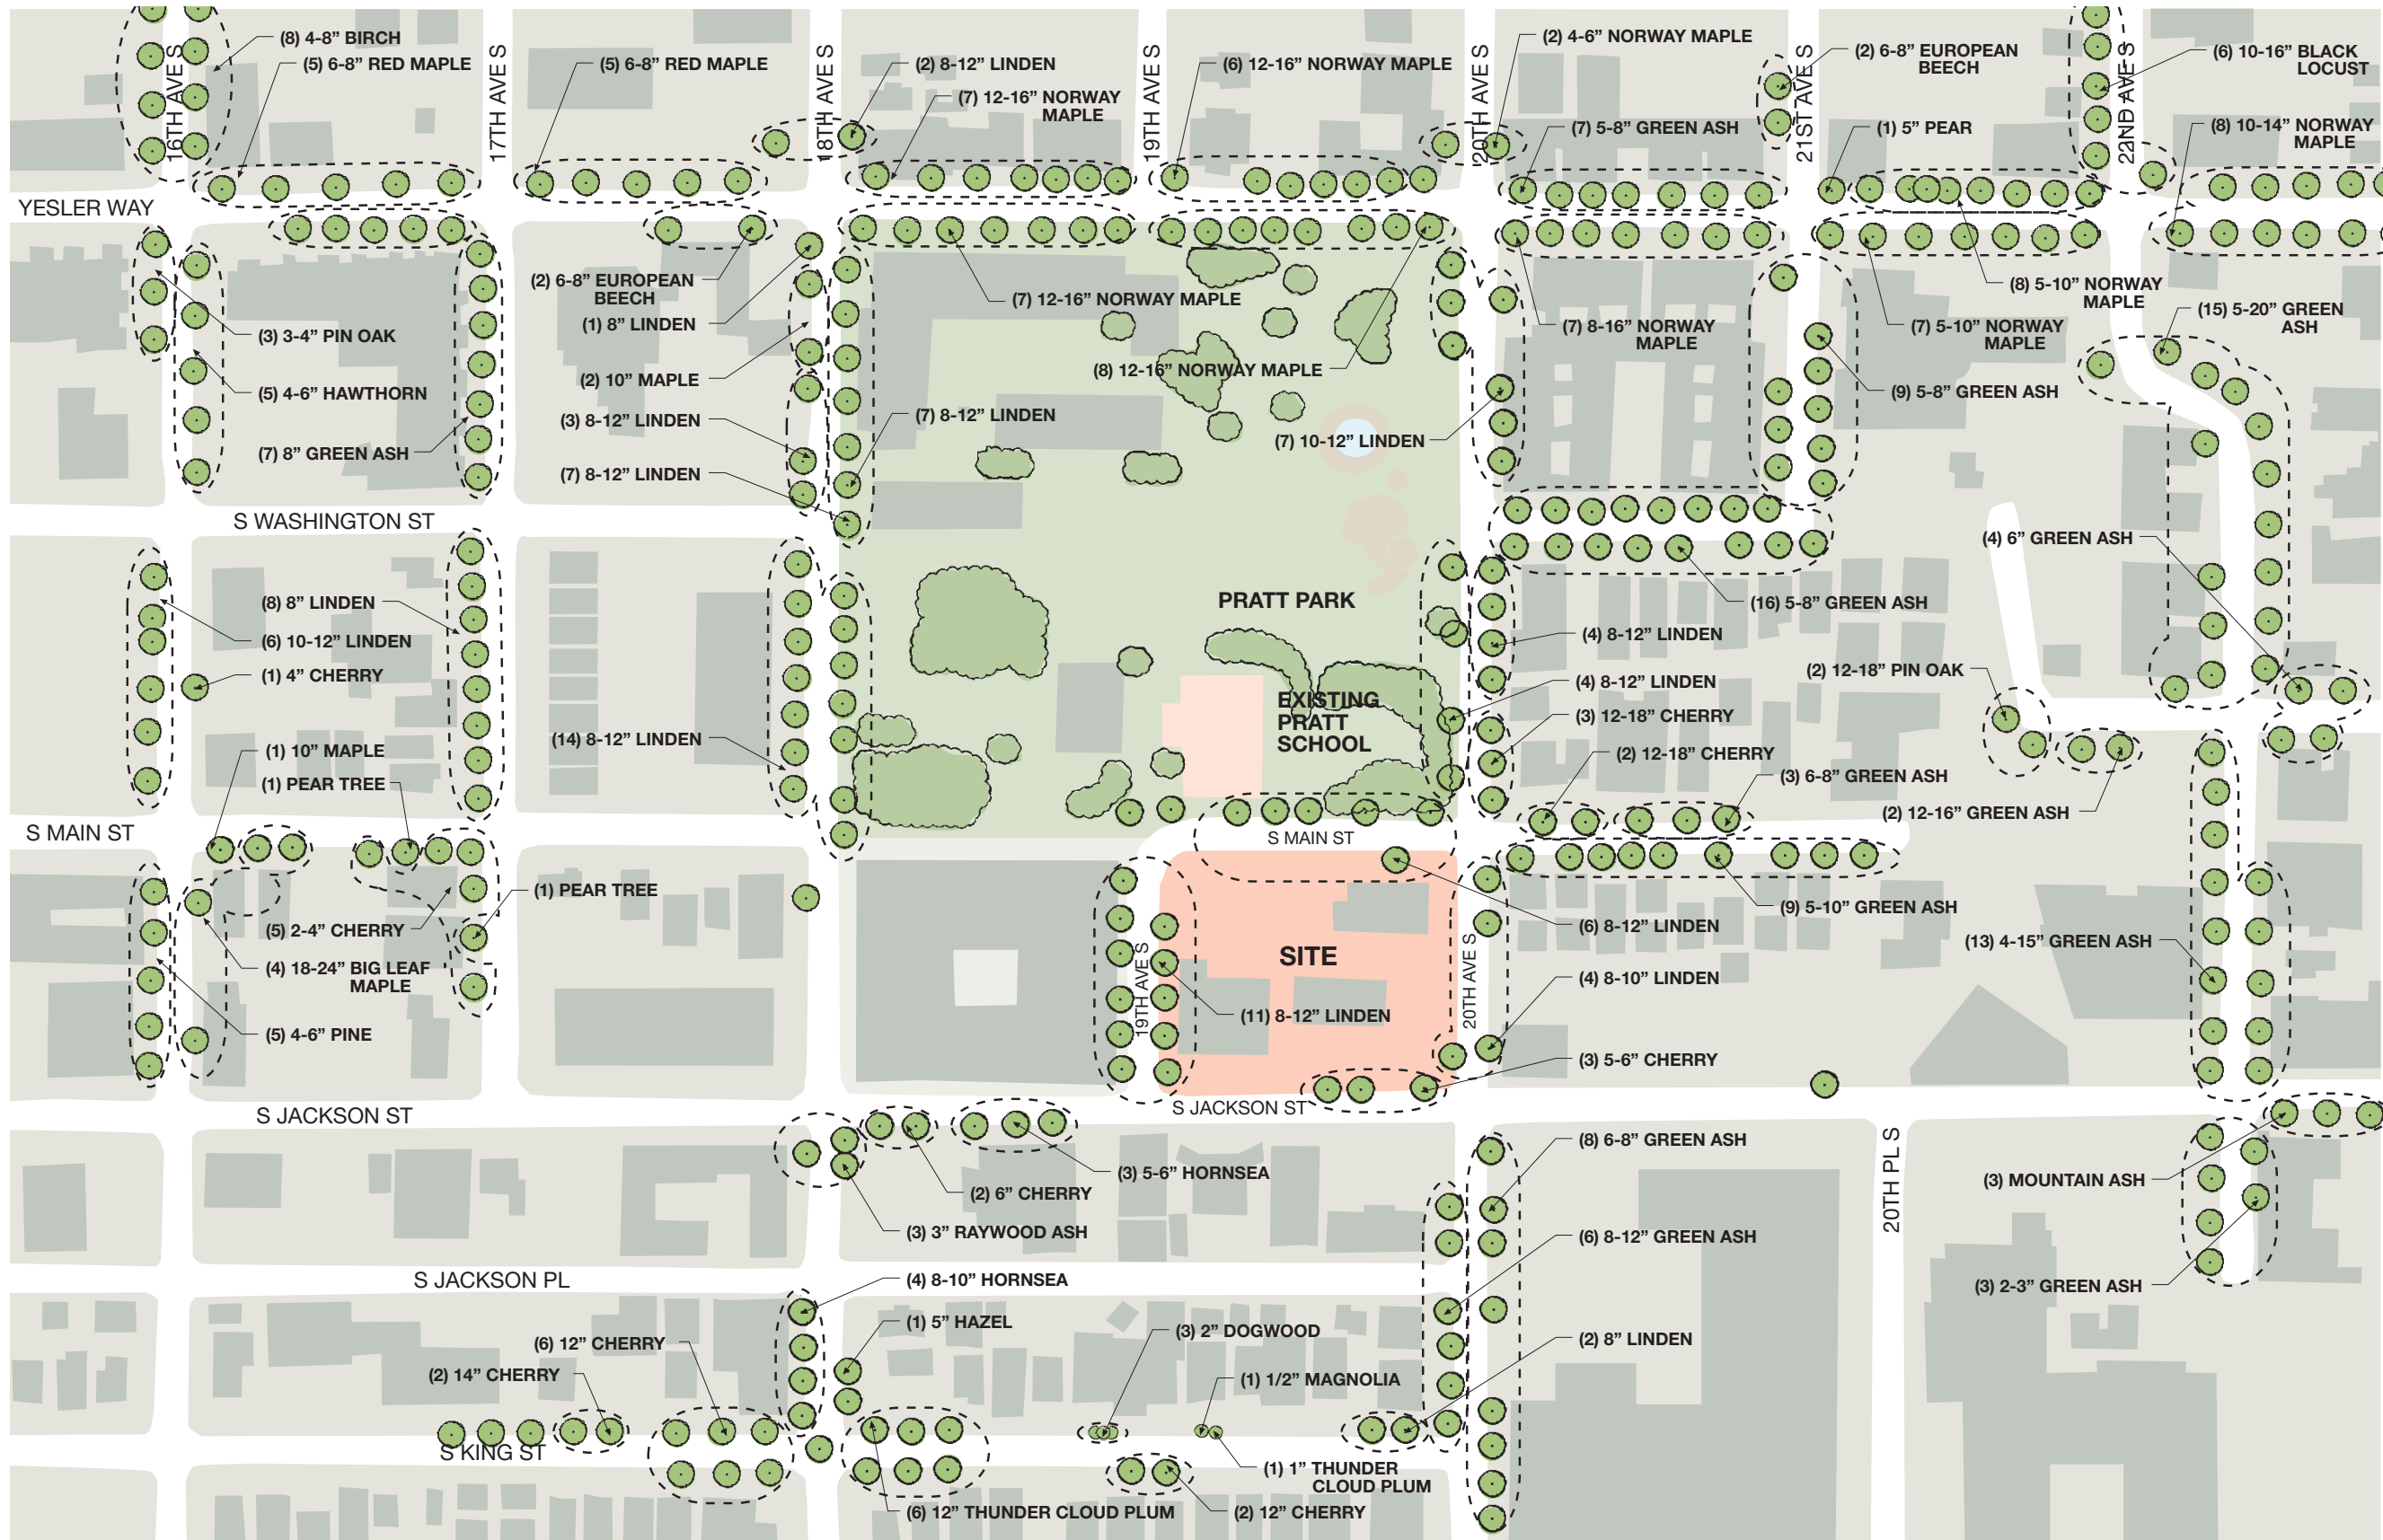 (8) 4-8” BIRCH
(5) 6-8” RED MAPLE
16TH AVE S
17TH AVE S
(5) 6-8” RED MAPLE
18TH AVE S
(2) 8-12” LINDEN
(7) 12-16” NORWAY
MAPLE
19TH AVE S
(6) 12-16” NORWAY MAPLE
20TH AVE S
(2) 4-6” NORWAY MAPLE
(7) 5-8” GREEN ASH
21ST AVE S
(2) 6-8” EUROPEAN
BEECH
(1) 5” PEAR
22ND AVE S
(6) 10-16” BLACK
LOCUST
(8) 10-14” NORWAY
MAPLE
YESLER WAY
(3) 3-4” PIN OAK
(5) 4-6” HAWTHORN
(7) 8” GREEN ASH
(2) 6-8” EUROPEAN
BEECH
(1) 8” LINDEN
(2) 10” MAPLE
(3) 8-12” LINDEN
(7) 8-12” LINDEN
(7) 12-16” NORWAY MAPLE
(8) 12-16” NORWAY MAPLE
(7) 8-12” LINDEN
(7) 10-12” LINDEN
(7) 8-16” NORWAY
MAPLE
(9) 5-8” GREEN ASH
(8) 5-10” NORWAY
MAPLE
(7) 5-10” NORWAY
MAPLE
(15) 5-20” GREEN
ASH
S WASHINGTON ST
(8) 8” LINDEN
(6) 10-12” LINDEN
(1) 4” CHERRY
(1) 10” MAPLE
(1) PEAR TREE
(14) 8-12” LINDEN
PRATT PARK
EXISTING
PRATT
SCHOOL
(16) 5-8” GREEN ASH
(4) 8-12” LINDEN
(4) 8-12” LINDEN
(3) 12-18” CHERRY
(2) 12-18” CHERRY
(3) 6-8” GREEN ASH
(4) 6” GREEN ASH
(2) 12-18” PIN OAK
(2) 12-16” GREEN ASH
S MAIN ST
S MAIN ST
(1) PEAR TREE
(5) 2-4” CHERRY
(4) 18-24” BIG LEAF
MAPLE
(5) 4-6” PINE
19TH AVE S
SITE
(11) 8-12” LINDEN
20TH AVE S
(9) 5-10” GREEN ASH
(6) 8-12” LINDEN
(4) 8-10” LINDEN
(3) 5-6” CHERRY
(13) 4-15” GREEN ASH
S JACKSON ST
S JACKSON ST
(3) 5-6” HORNSEA
(2) 6” CHERRY
(3) 3” RAYWOOD ASH
(8) 6-8” GREEN ASH
(6) 8-12” GREEN ASH
20TH PL S
(3) MOUNTAIN ASH
(3) 2-3” GREEN ASH
S JACKSON PL
(4) 8-10” HORNSEA
(1) 5” HAZEL
(6) 12” CHERRY
(2) 14” CHERRY
(3) 2” DOGWOOD
(1) 1/2” MAGNOLIA
(2) 8” LINDEN
S KING ST
(1) 1” THUNDER
CLOUD PLUM
(6) 12” THUNDER CLOUD PLUM
(2) 12” CHERRY